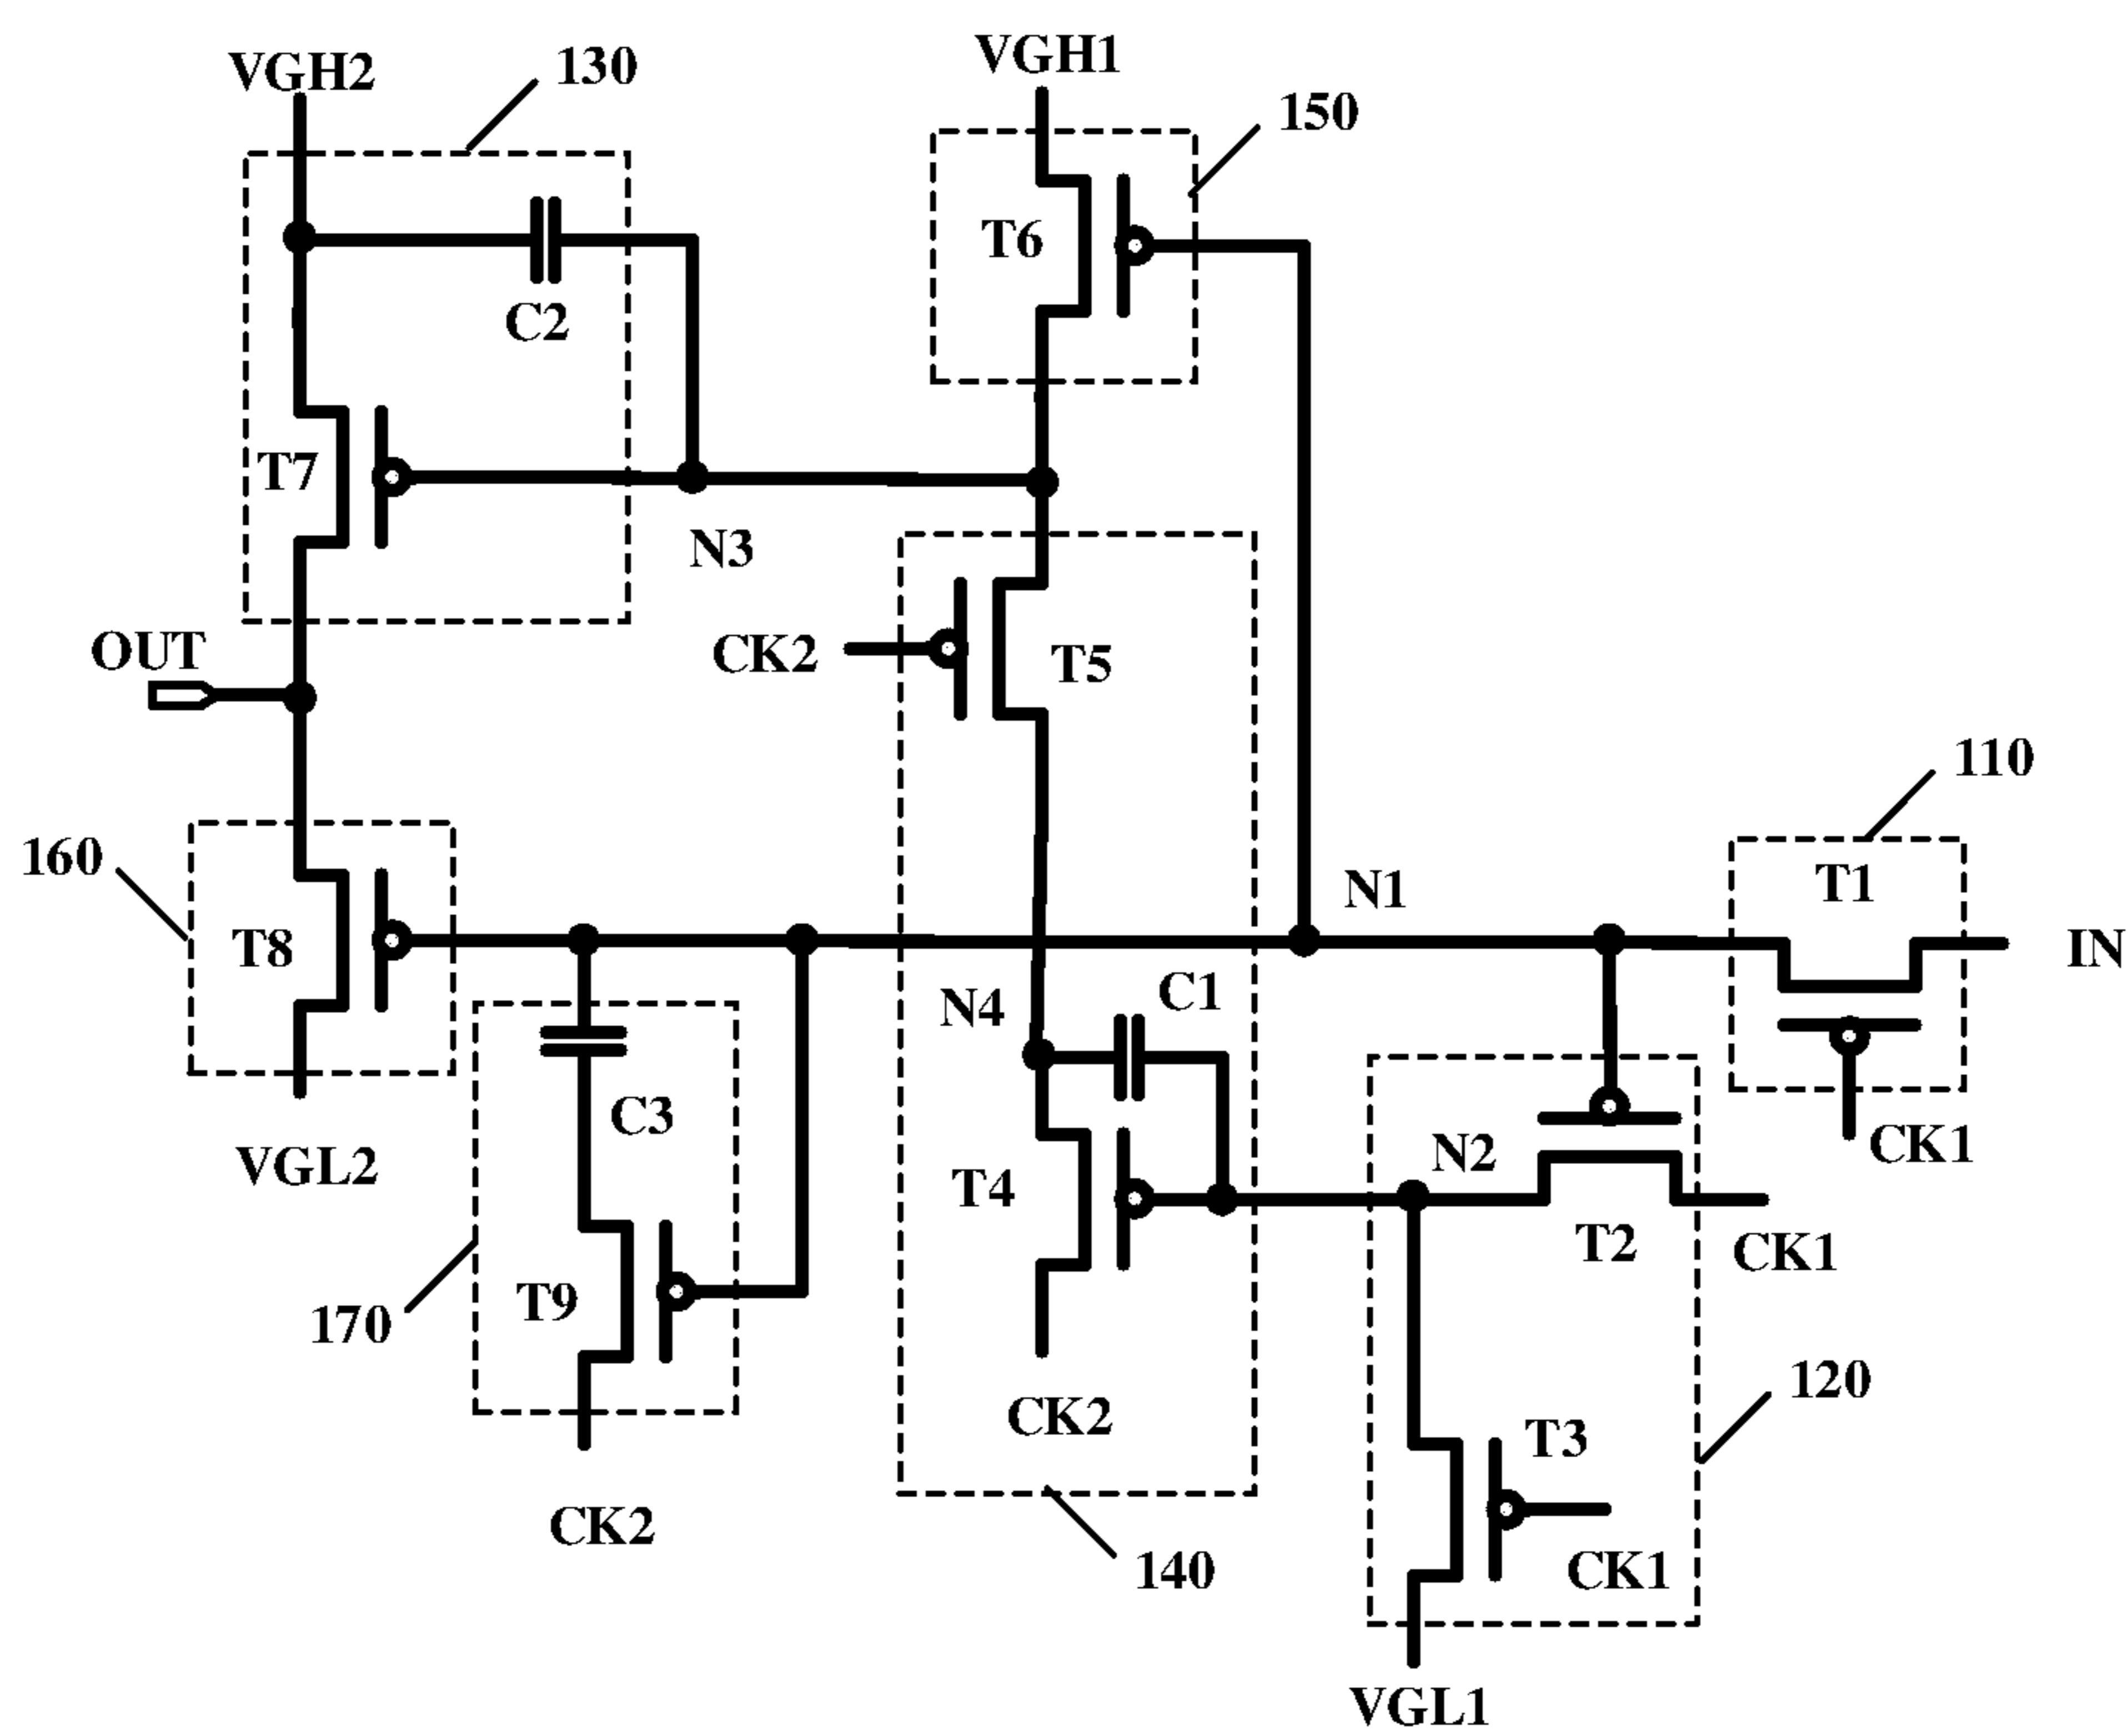 VGH2
130
VGH1
150
T6
C2
T7
N3
OUT
CK2
T5
110
T1
160
N1
T8
IN
N4
C1
C3
CK1
N2
VGL2
T4
T2
CK1
T9
170
120
CK2
T3
CK2
140
CK1
VGL1